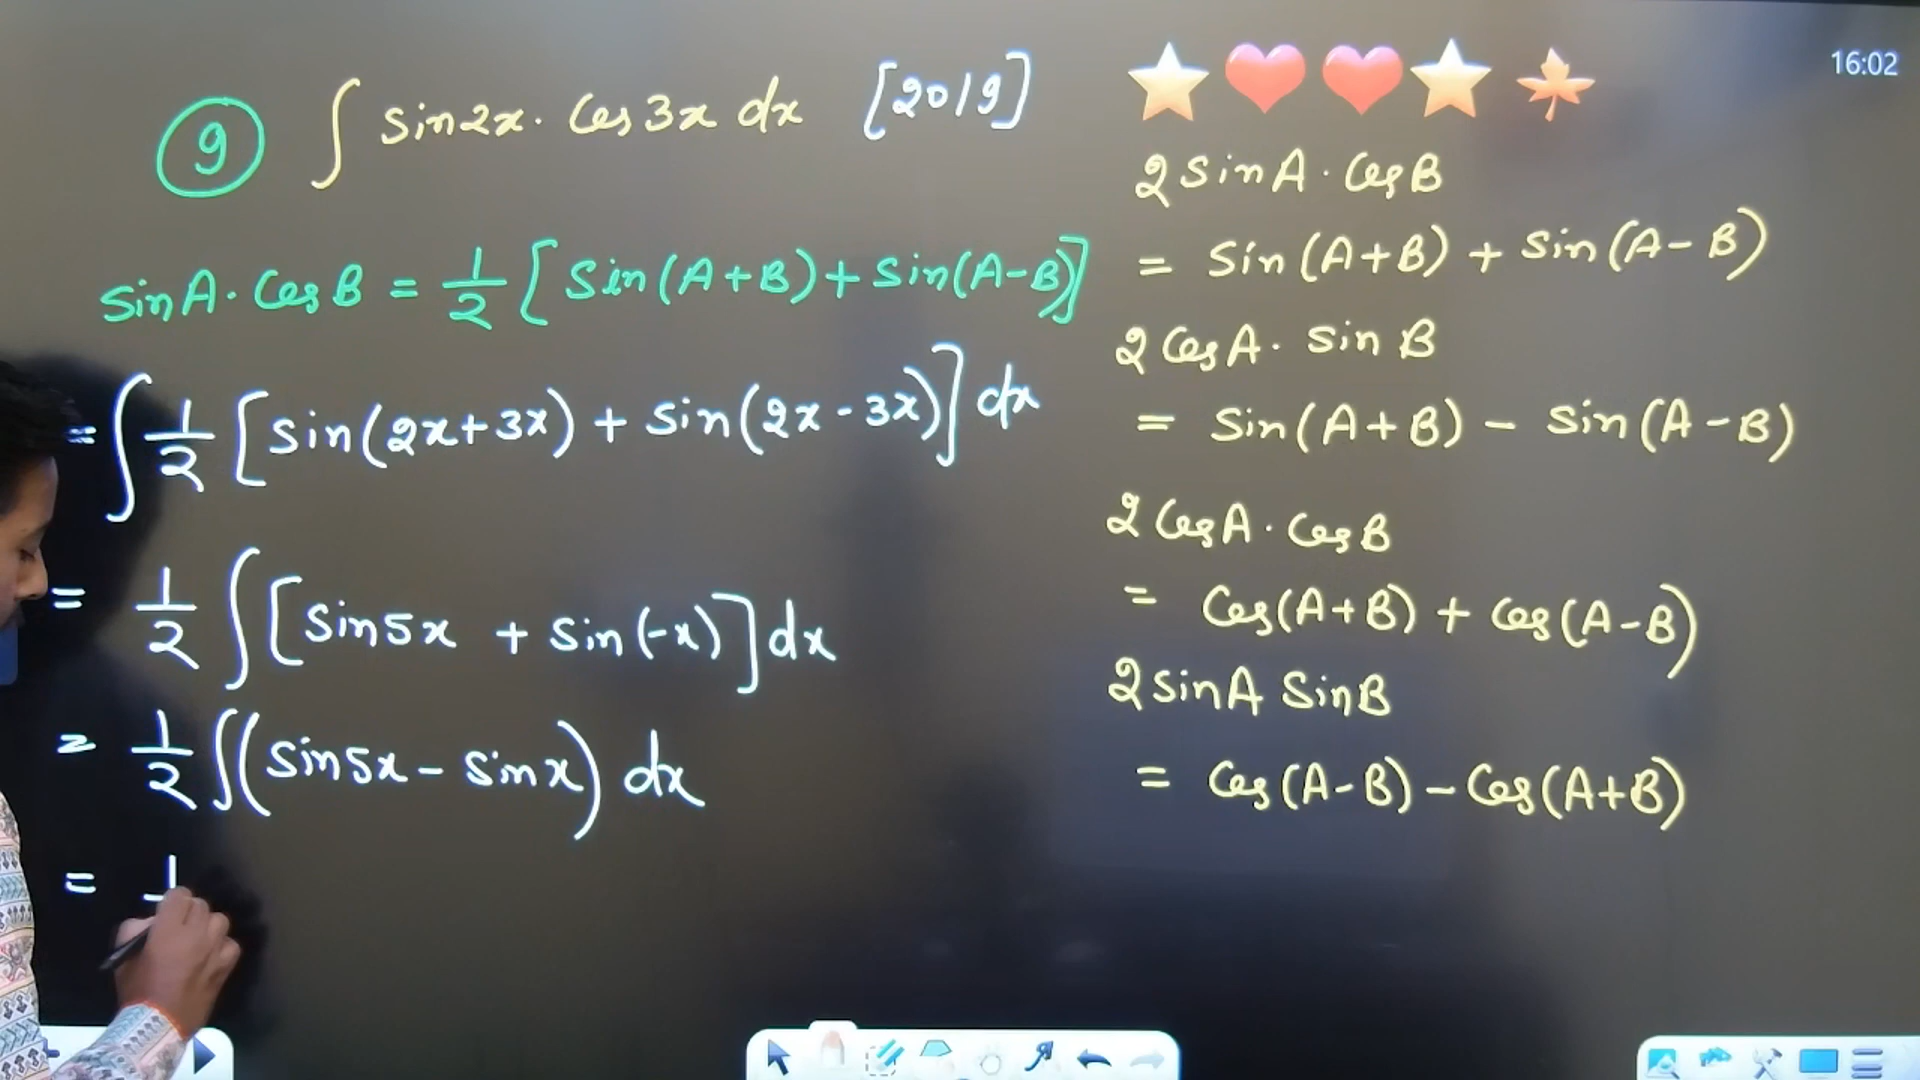 9 ∫ sin2x · cos3x dx [2019]
sinA · cosB = 1/2 [sin(A+B) + sin(A-B)]
= ∫ 1/2 [sin(2x+3x) + sin(2x-3x)] dx
= 1/2 ∫ [sin5x + sin(-x)] dx
= 1/2 ∫ (sin5x - sinx) dx
= 1
16:02
2 sinA · cosB
= sin(A+B) + sin(A-B)
2 cosA · sinB
= sin(A+B) - sin(A-B)
2 cosA · cosB
= cos(A+B) + cos(A-B)
2 sinA sinB
= cos(A-B) - cos(A+B)